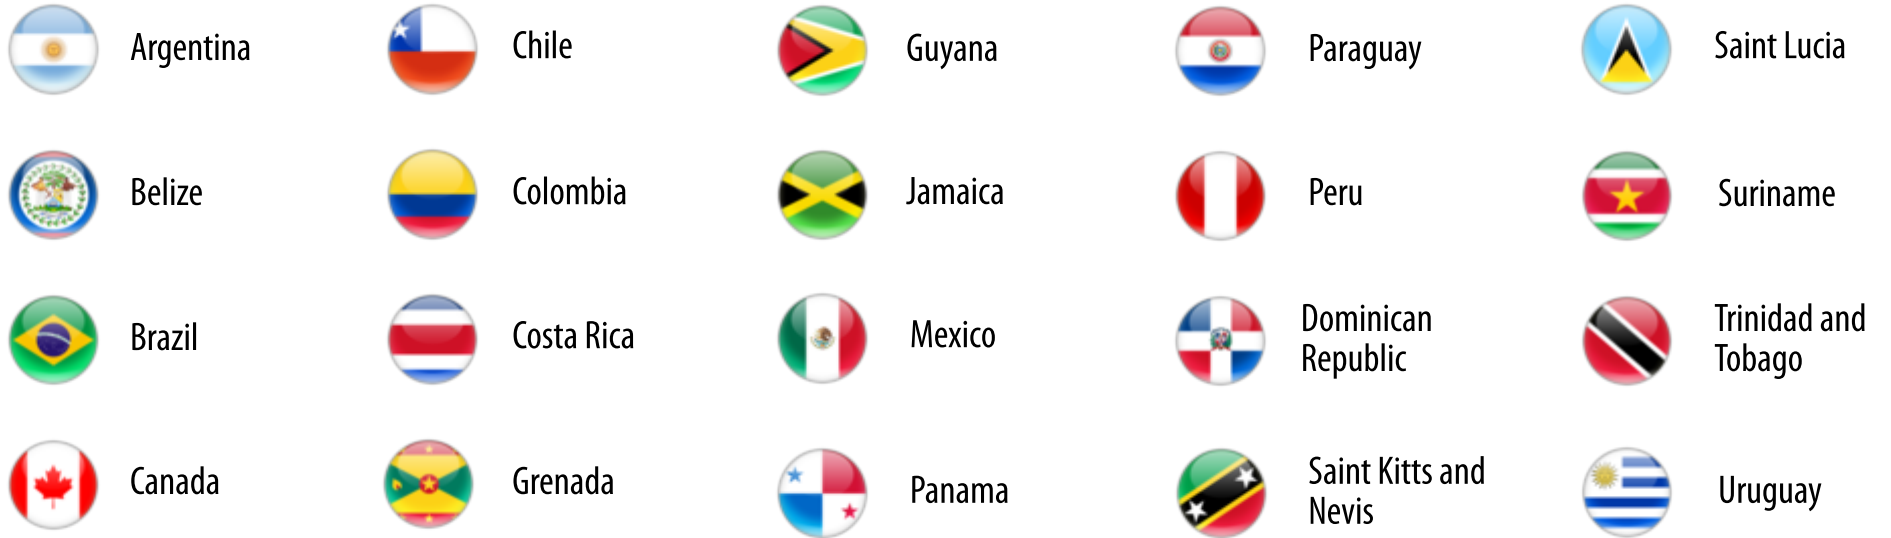 Argentina
Chile
Guyana
Paraguay
Saint Lucia
Belize
Colombia
Jamaica
Peru
Suriname
Brazil
Costa Rica
Mexico
Dominican
Republic
Trinidad and
Tobago
Canada
Grenada
Panama
Saint Kitts and
Nevis
Uruguay